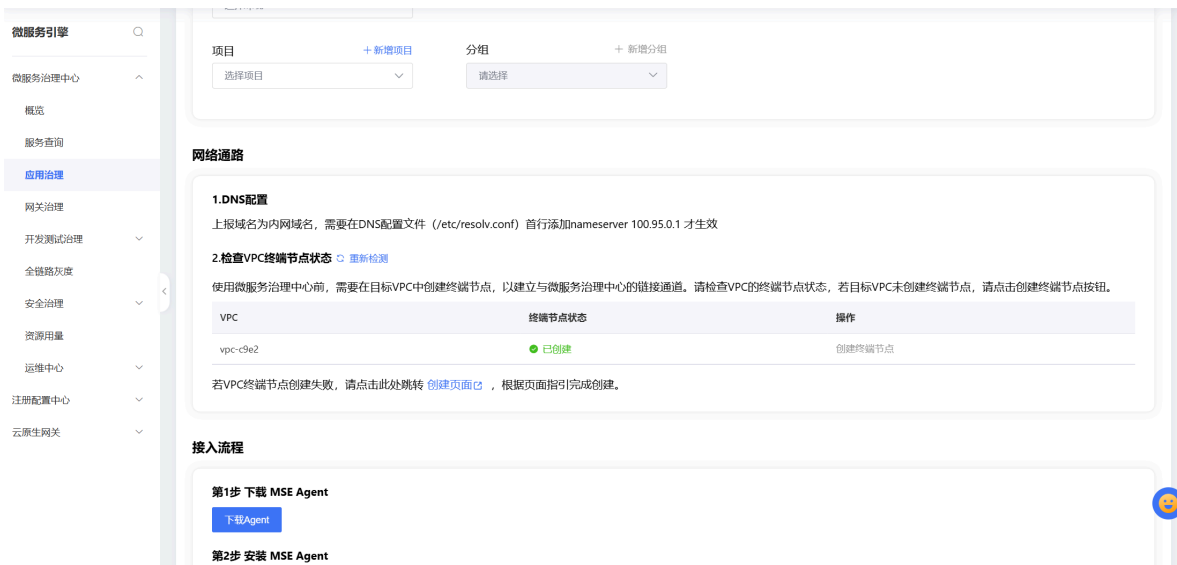 微服务引擎
微服务治理中心
概览
服务查询
应用治理
网关治理
开发测试治理
全链路灰度
安全治理
资源用量
运维中心
注册配置中心
云原生网关
项目
+新增项目
分组
+ 新增分组
选择项目
请选择
网络通路
1.DNS配置
上报域名为内网域名，需要在DNS配置文件（/etc/resolv.conf）首行添加nameserver 100.95.0.1 才生效
2.检查VPC终端节点状态 重新检测
使用微服务治理中心前，需要在目标VPC中创建终端节点，以建立与微服务治理中心的链接通道。请检查VPC的终端节点状态，若目标VPC未创建终端节点，请点击创建终端节点按钮。
VPC 终端节点状态 操作
vpc-c9e2 已创建 创建终端节点
若VPC终端节点创建失败，请点击此处跳转 创建页面 ，根据页面指引完成创建。
接入流程
第1步 下载 MSE Agent
下载Agent
第2步 安装 MSE Agent